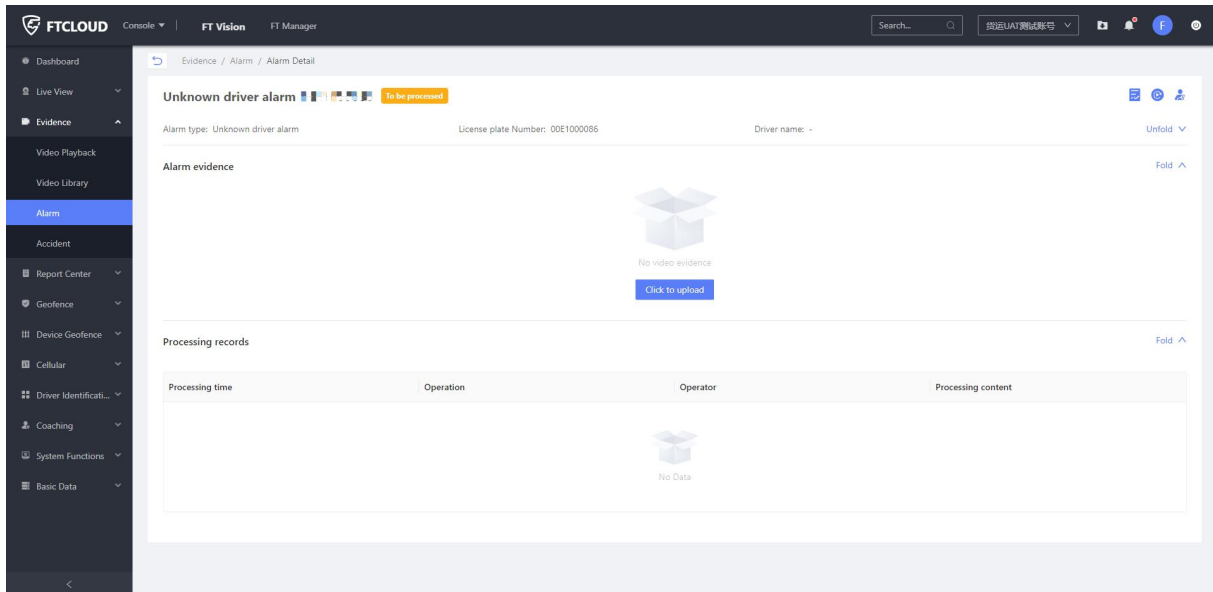 FTCLOUD Console FT Vision FT Manager Search... 货运UAT测试账号 F
Dashboard
Live View
Evidence
Video Playback
Video Library
Alarm
Accident
Report Center
Geofence
Device Geofence
Cellular
Driver Identificati...
Coaching
System Functions
Basic Data
Evidence / Alarm / Alarm Detail
Unknown driver alarm To be processed
Alarm type: Unknown driver alarm License plate Number: 00E1000086 Driver name: - Unfold
Alarm evidence Fold
No video evidence
Click to upload
Processing records Fold
Processing time Operation Operator Processing content
No Data